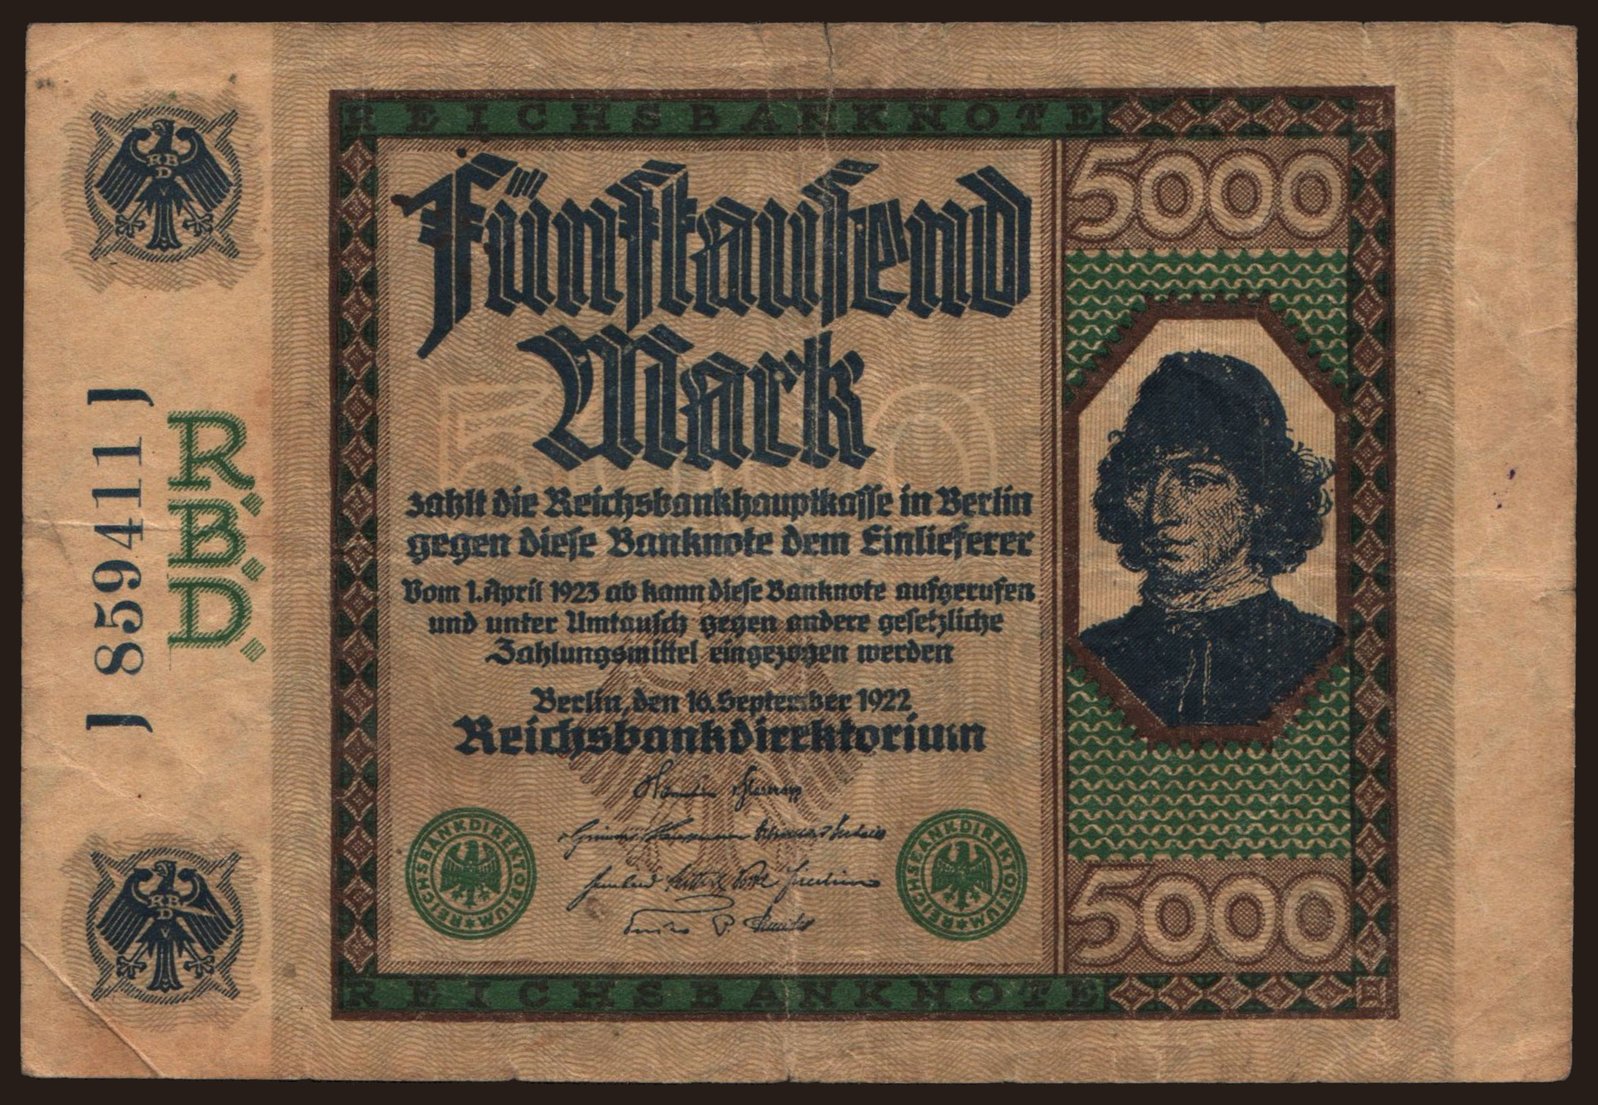 REICHSBANKNOTE
5000
Fünftausend
Mark
zahlt die Reichsbankhauptkasse in Berlin
gegen diese Banknote dem Einlieferer
Vom 1. April 1923 ab kann diese Banknote aufgerufen
und unter Umtausch gegen andere gesetzliche
Zahlungsmittel eingezogen werden
Berlin, den 16. September 1922
Reichsbankdirektorium
REICHSBANKDIREKTORIUM
REICHSBANKDIREKTORIUM
5000
REICHSBANKNOTE
J 859411 J
R.B.D.
RBD
RBD